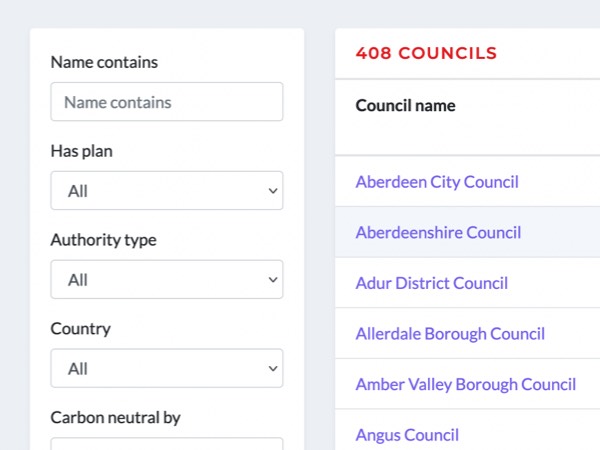 Name contains
Name contains
Has plan
All
Authority type
All
Country
All
Carbon neutral by
408 COUNCILS
Council name
Aberdeen City Council
Aberdeenshire Council
Adur District Council
Allerdale Borough Council
Amber Valley Borough Council
Angus Council